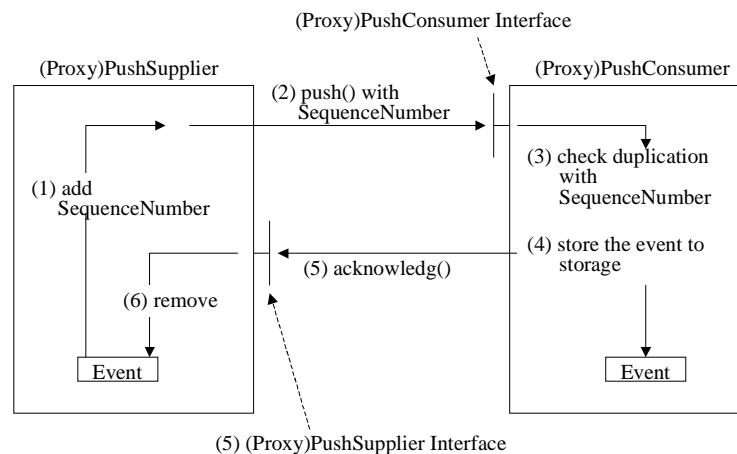 (Proxy)PushConsumer Interface
(Proxy)PushSupplier
(Proxy)PushConsumer
(2) push() with
SequenceNumber
(3) check duplication
with
SequenceNumber
(1) add
SequenceNumber
(4) store the event to
storage
(5) acknowledg()
(6) remove
Event
Event
(5) (Proxy)PushSupplier Interface